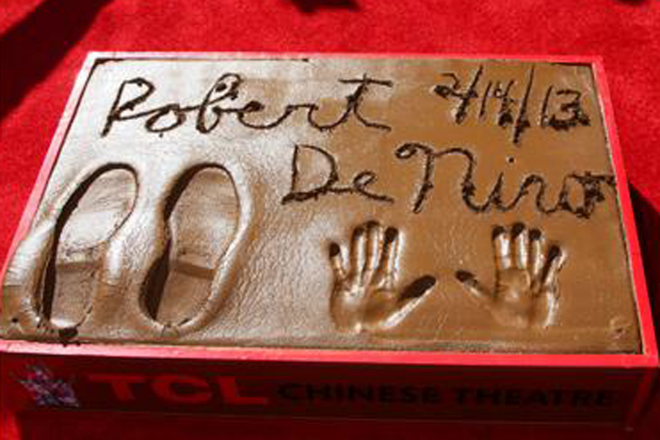 Robert 2/14/13
De Niro
TCL CHINESE THEATRE